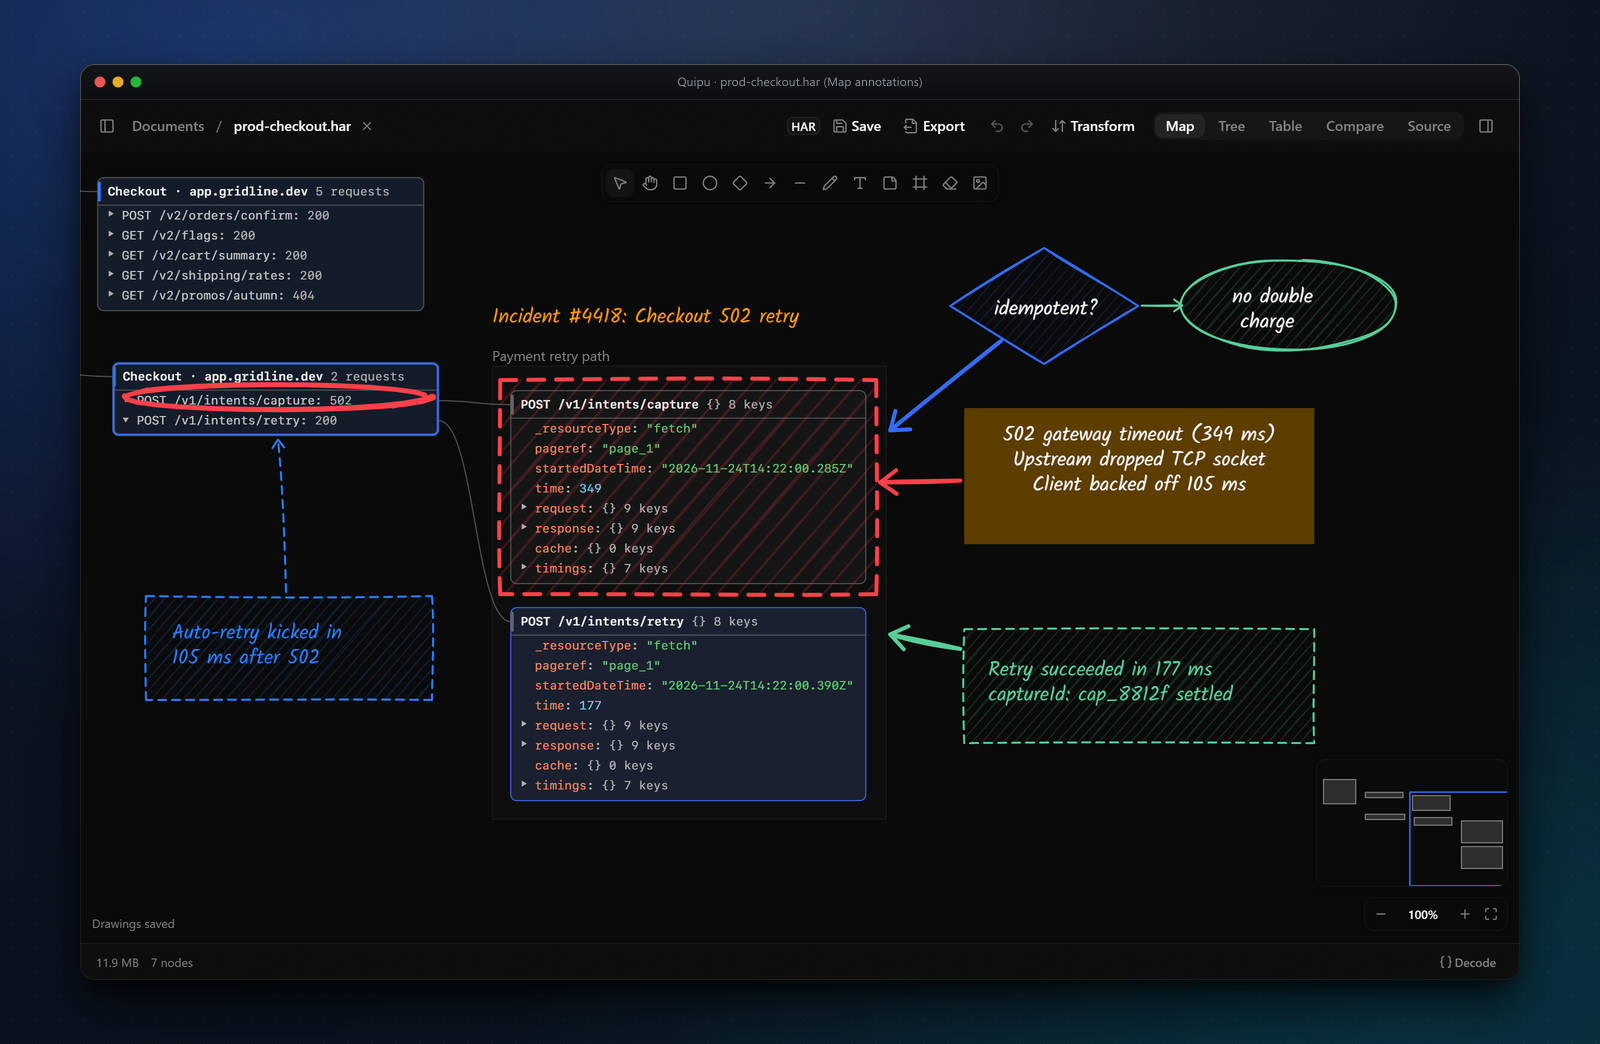 Quipu · prod-checkout.har (Map annotations)
Documents / prod-checkout.har ×
HAR Save Export Transform Map Tree Table Compare Source
Checkout · app.gridline.dev 5 requests
POST /v2/orders/confirm: 200
GET /v2/flags: 200
GET /v2/cart/summary: 200
GET /v2/shipping/rates: 200
GET /v2/promos/autumn: 404
Checkout · app.gridline.dev 2 requests
POST /v1/intents/capture: 502
POST /v1/intents/retry: 200
Auto-retry kicked in
105 ms after 502
Incident #4418: Checkout 502 retry
Payment retry path
POST /v1/intents/capture {} 8 keys
_resourceType: "fetch"
pageref: "page_1"
startedDateTime: "2026-11-24T14:22:00.285Z"
time: 349
request: {} 9 keys
response: {} 9 keys
cache: {} 0 keys
timings: {} 7 keys
POST /v1/intents/retry {} 8 keys
_resourceType: "fetch"
pageref: "page_1"
startedDateTime: "2026-11-24T14:22:00.390Z"
time: 177
request: {} 9 keys
response: {} 9 keys
cache: {} 0 keys
timings: {} 7 keys
idempotent?
no double
charge
502 gateway timeout (349 ms)
Upstream dropped TCP socket
Client backed off 105 ms
Retry succeeded in 177 ms
captureId: cap_8812f settled
Drawings saved
100%
11.9 MB 7 nodes
{} Decode